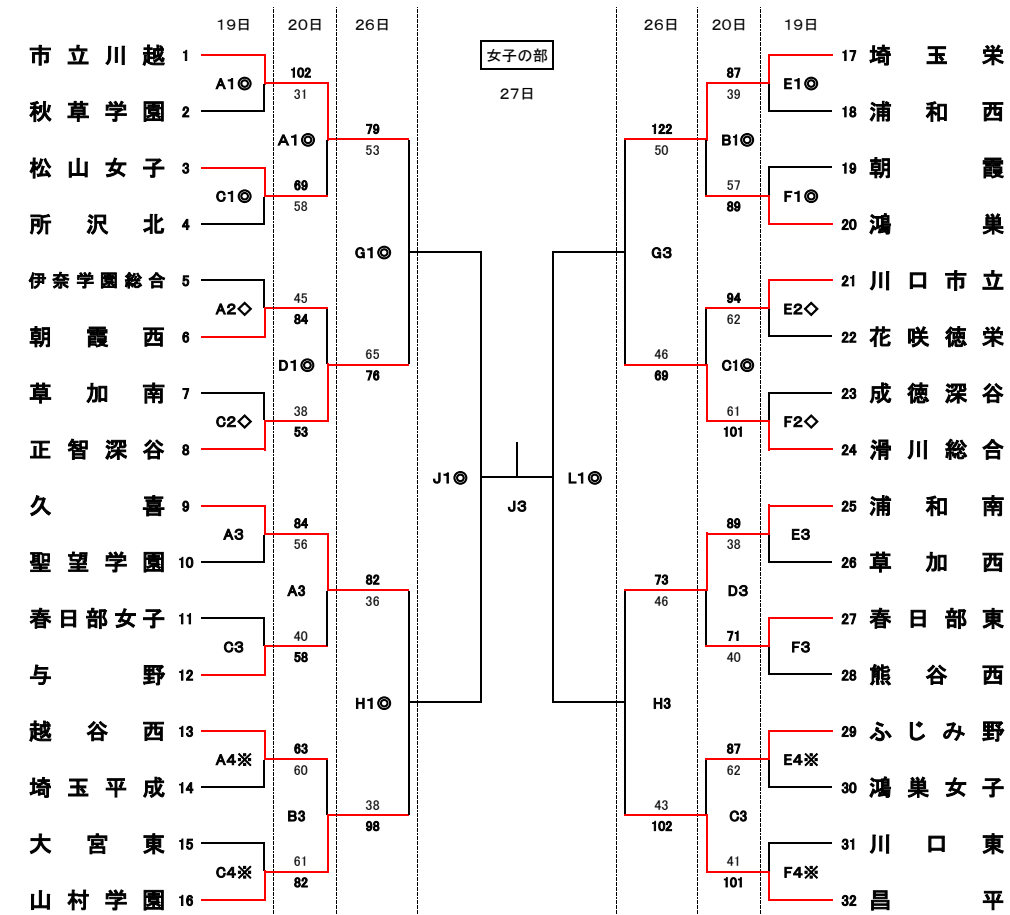 19日 20日 26日 26日 20日 19日
女子の部
27日
市立川越 1
A1◎
秋草学園 2
102
31
A1◎
松山女子 3
C1◎
所沢北 4
69
58
79
53
G1◎
伊奈学園総合 5
A2◇
朝霞西 6
45
84
D1◎
草加南 7
C2◇
正智深谷 8
38
53
65
76
J1◎
久喜 9
A3
聖望学園 10
84
56
A3
春日部女子 11
C3
与野 12
40
58
82
36
H1◎
越谷西 13
A4※
埼玉平成 14
63
60
B3
大宮東 15
C4※
山村学園 16
61
82
38
98
J3
17 埼玉栄
E1◎
18 浦和西
87
39
B1◎
19 朝霞
F1◎
20 鴻巣
57
89
122
50
G3
21 川口市立
E2◇
22 花咲徳栄
94
62
C1◎
23 成徳深谷
F2◇
24 滑川総合
61
101
46
69
L1◎
25 浦和南
E3
26 草加西
89
38
D3
27 春日部東
F3
28 熊谷西
71
40
73
46
H3
29 ふじみ野
E4※
30 鴻巣女子
87
62
C3
31 川口東
F4※
32 昌平
41
101
43
102